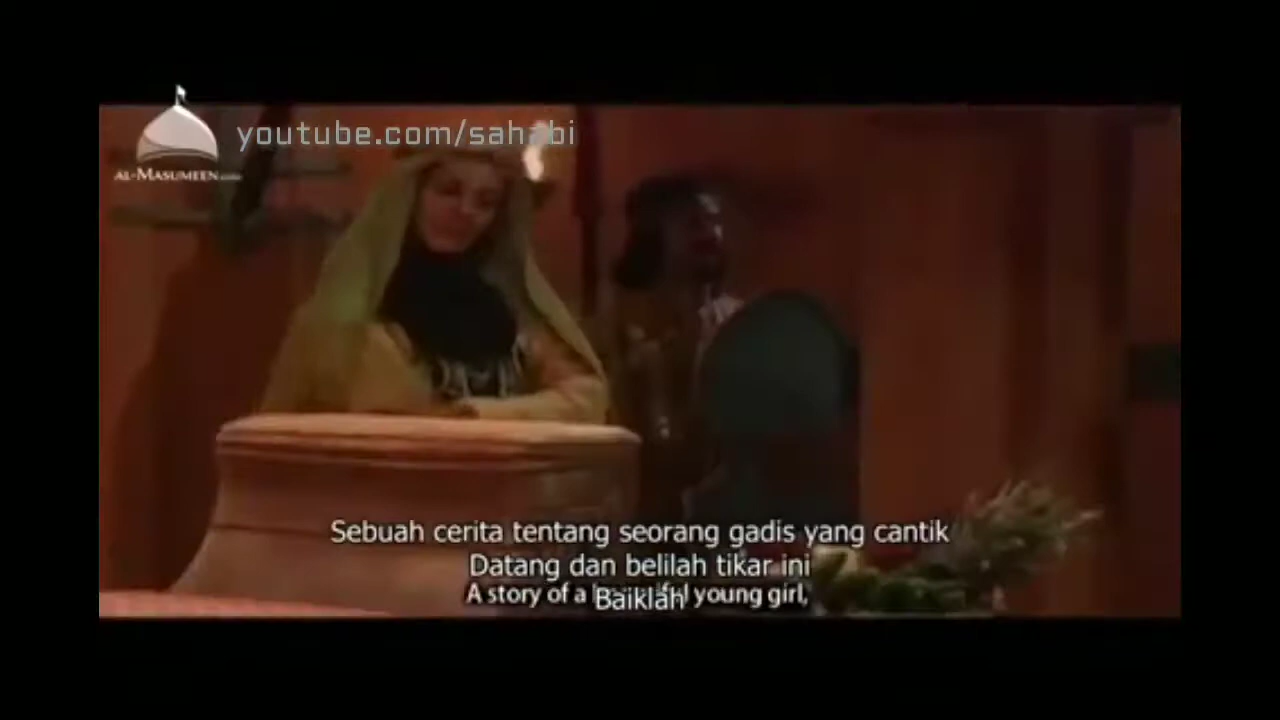 youtube.com/sahabi
AL-MASUMEEN.com
Sebuah cerita tentang seorang gadis yang cantik
Datang dan belilah tikar ini
A story of a young girl,
Baiklah